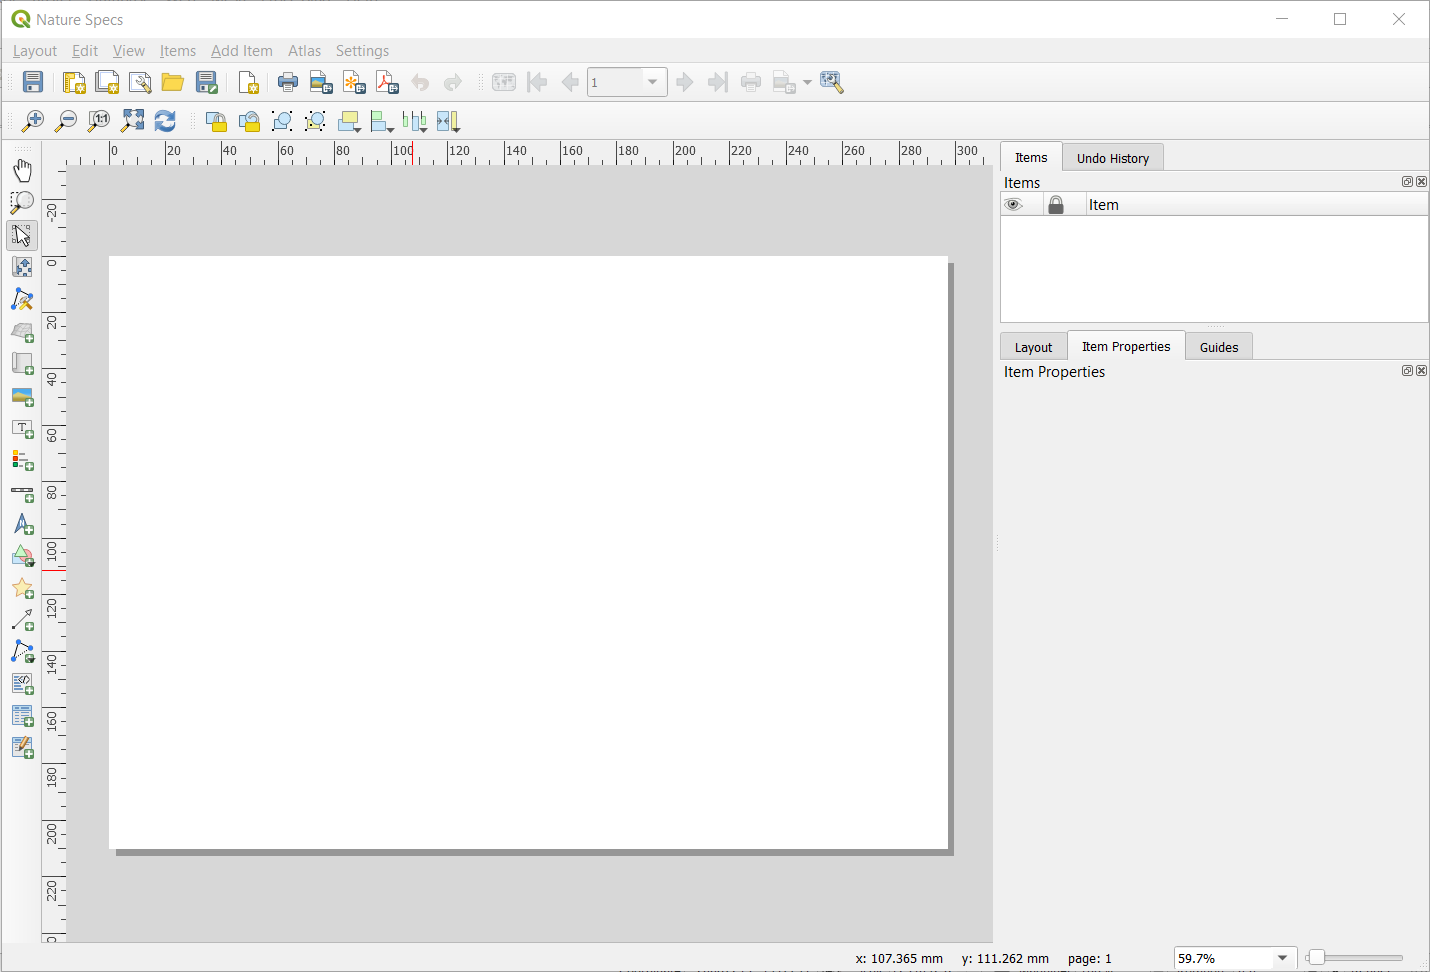 Nature Specs
Layout Edit View Items Add Item Atlas Settings
1
1:1
0 20 40 60 80 100 120 140 160 180 200 220 240 260 280 300
Items Undo History
Items
Item
-20
0
20
40
60
80
100
120
140
160
180
200
220
Layout Item Properties Guides
Item Properties
T
x: 107.365 mm y: 111.262 mm page: 1 59.7%